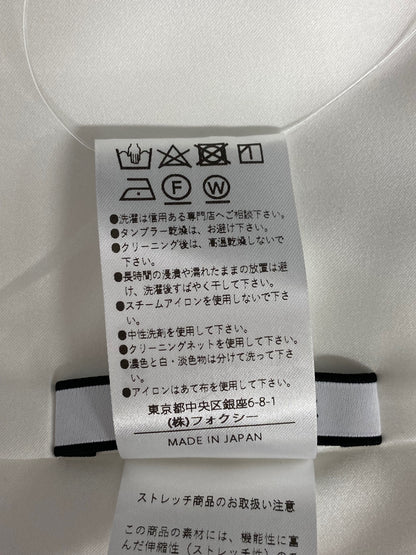 F W
●洗濯は信用ある専門店へご相談下さい。
●タンブラー乾燥は、お避け下さい。
●クリーニング後は、高温乾燥しないで
下さい。
●長時間の浸漬や濡れたままの放置は避
け、洗濯後すばやく干して下さい。
●スチームアイロンを使用しないで下さ
い。
●中性洗剤を使用して下さい。
●クリーニングネットを使用して下さい。
●濃色と白・淡色物は分けて洗って下さ
い。
●アイロンはあて布を使用して下さい。
東京都中央区銀座6-8-1
(株)フォクシー
MADE IN JAPAN
ストレッチ商品のお取扱い注意
この商品の素材には、機能性に富
んだ伸縮性(ストレッチ性)の